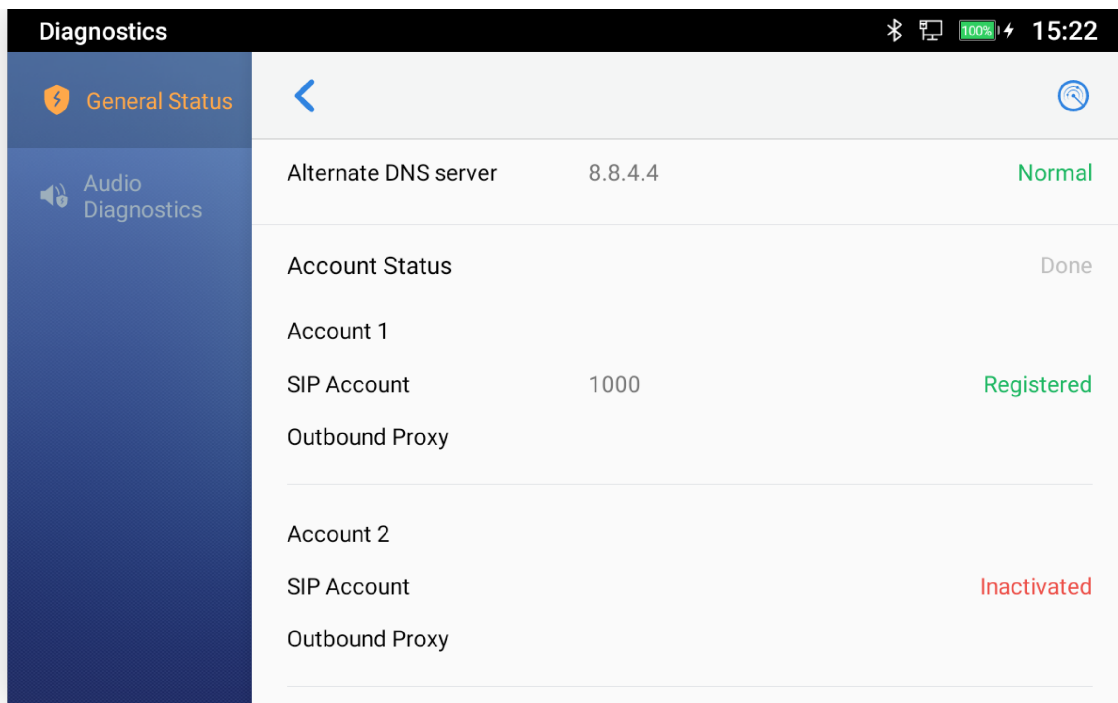 Diagnostics
100%
15:22
General Status
Audio
Diagnostics
Alternate DNS server 8.8.4.4 Normal
Account Status Done
Account 1
SIP Account 1000 Registered
Outbound Proxy
Account 2
SIP Account Inactivated
Outbound Proxy